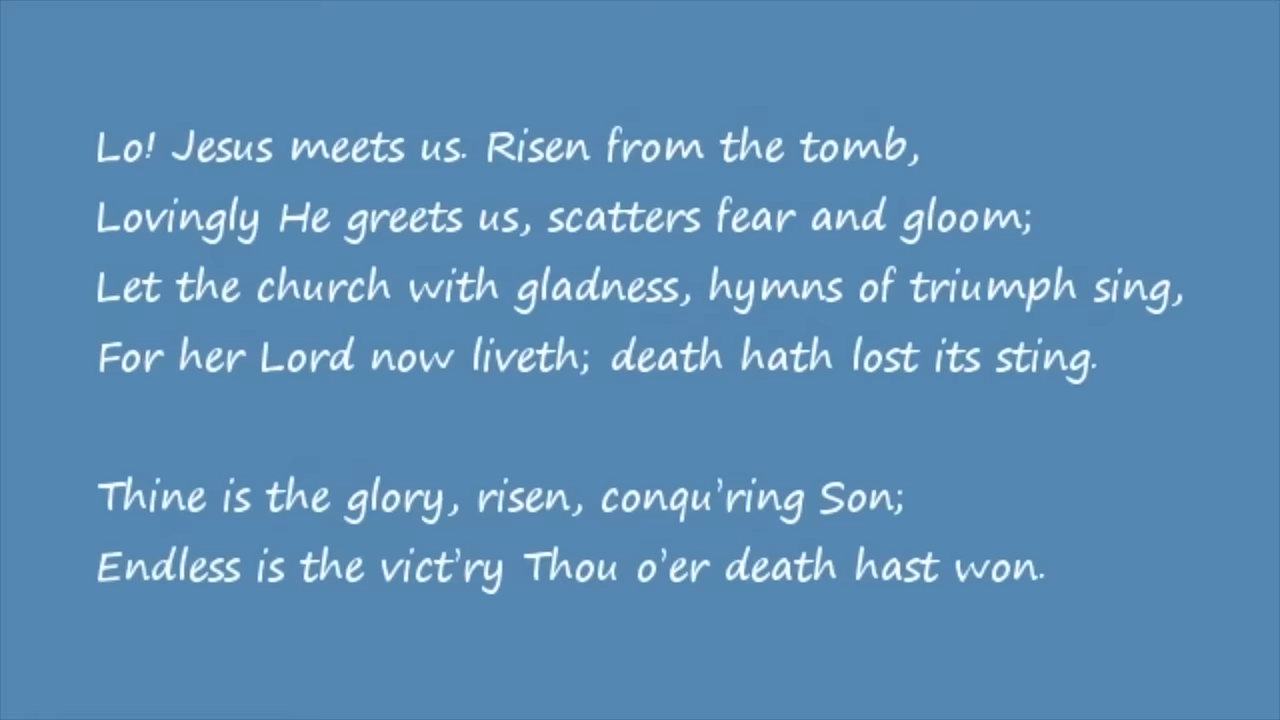 Lo! Jesus meets us. Risen from the tomb,
Lovingly He greets us, scatters fear and gloom;
Let the church with gladness, hymns of triumph sing,
For her Lord now liveth; death hath lost its sting.
Thine is the glory, risen, conqu’ring Son;
Endless is the vict’ry Thou o’er death hast won.